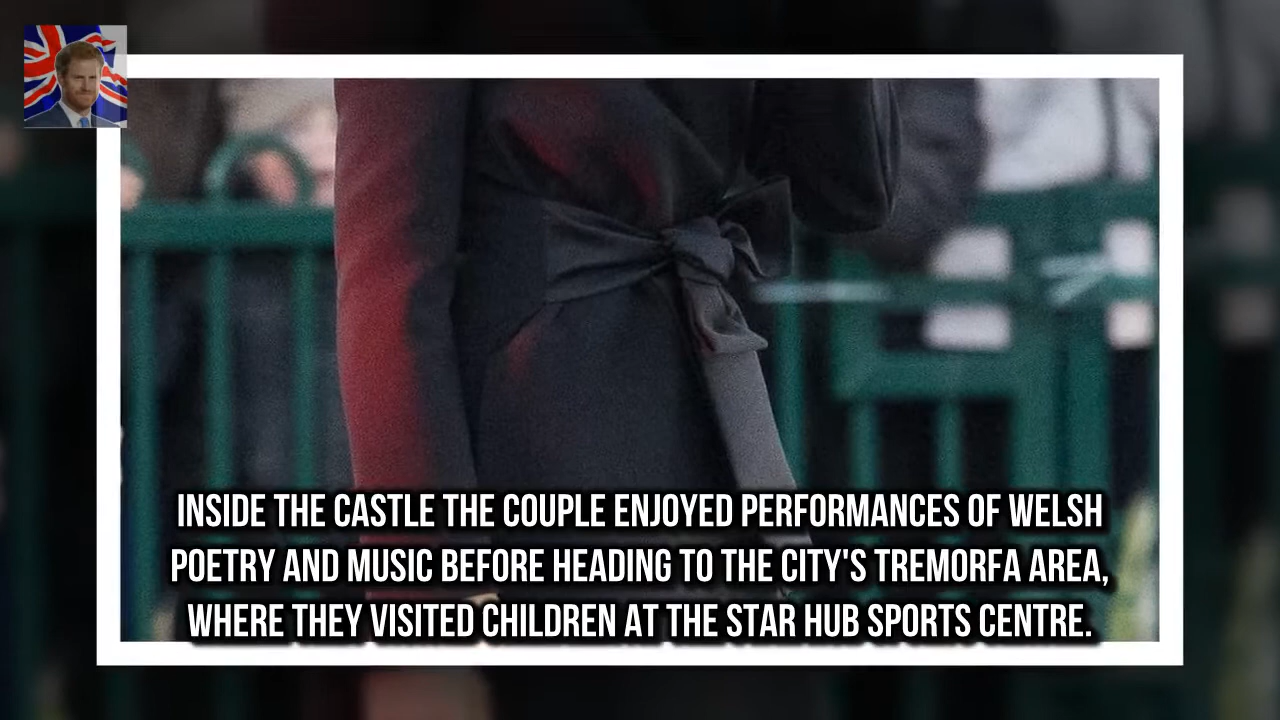 INSIDE THE CASTLE THE COUPLE ENJOYED PERFORMANCES OF WELSH
POETRY AND MUSIC BEFORE HEADING TO THE CITY'S TREMORFA AREA,
WHERE THEY VISITED CHILDREN AT THE STAR HUB SPORTS CENTRE.